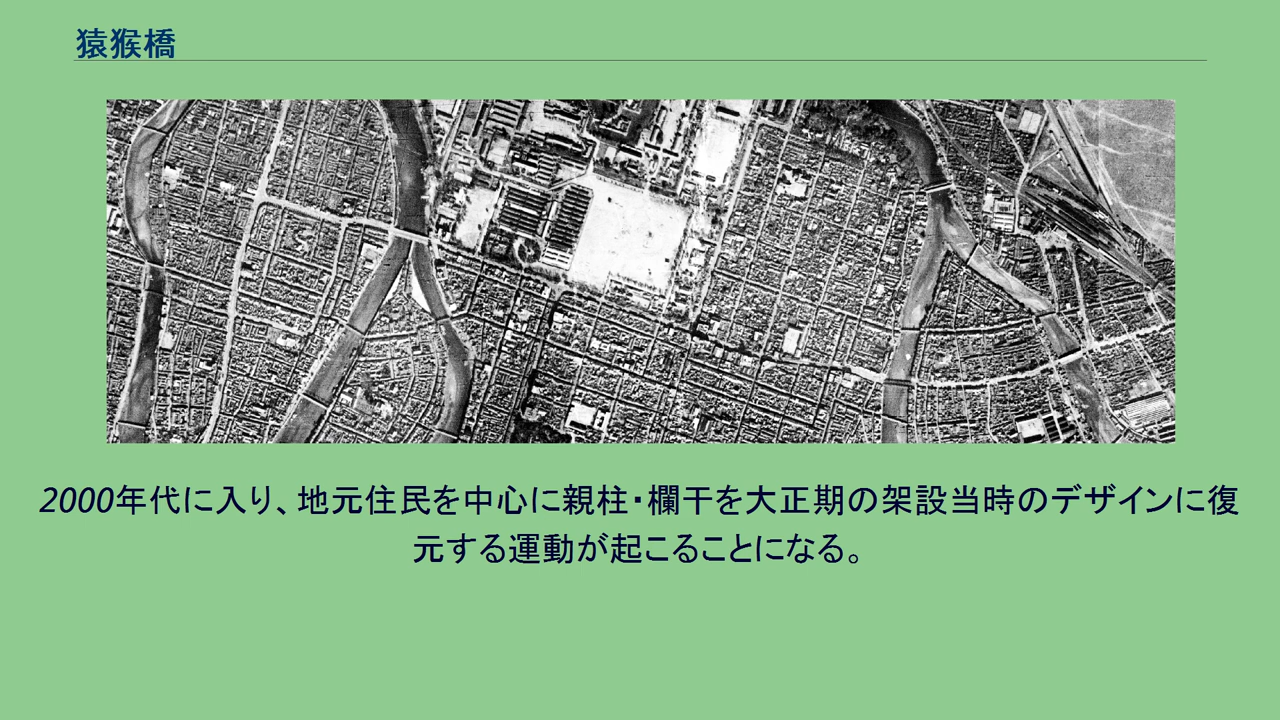 猿猴橋
2000年代に入り、地元住民を中心に親柱・欄干を大正期の架設当時のデザインに復
元する運動が起こることになる。